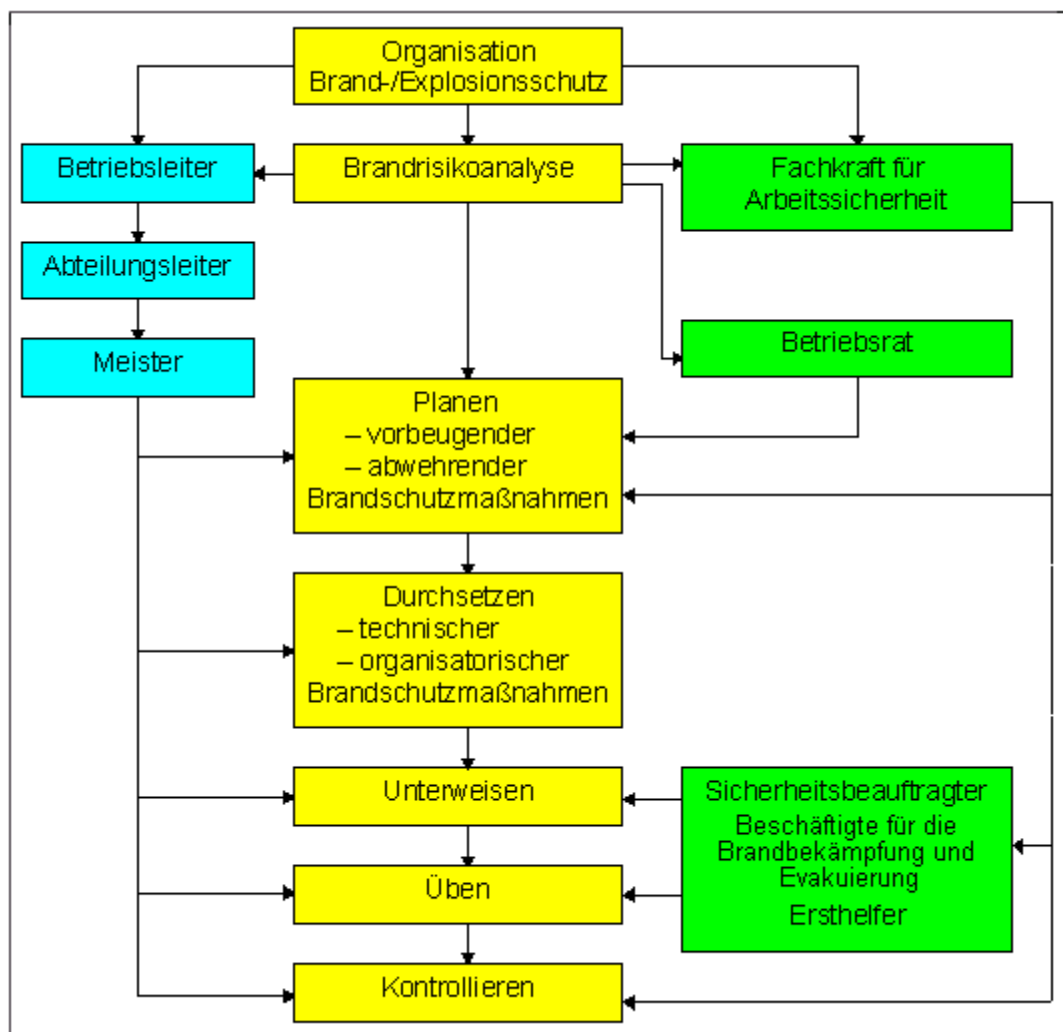 Organisation
Brand-/Explosionsschutz
Betriebsleiter
Brandrisikoanalyse
Fachkraft für
Arbeitssicherheit
Abteilungsleiter
Meister
Betriebsrat
Planen
– vorbeugender
– abwehrender
Brandschutzmaßnahmen
Durchsetzen
– technischer
– organisatorischer
Brandschutzmaßnahmen
Unterweisen
Sicherheitsbeauftragter
Beschäftigte für die
Brandbekämpfung und
Evakuierung
Ersthelfer
Üben
Kontrollieren